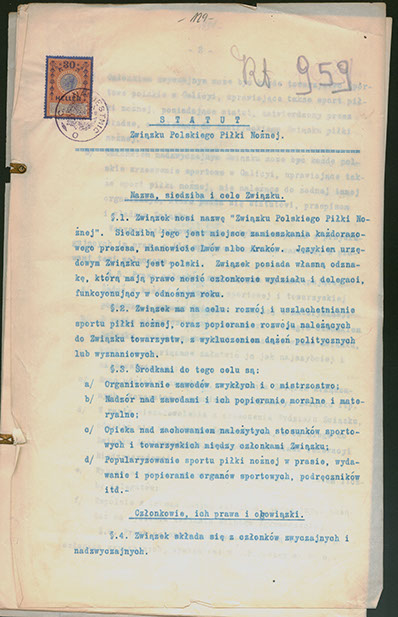 -1129-
RA 959
30
HELLER
STATUT
Związku Polskiego Piłki Nożnej.
Nazwa, siedziba i cele Związku.
§.1. Związek nosi nazwę "Związku Polskiego Piłki No-
żnej". Siedzibą jego jest miejsce zamieszkania każdorazo-
wego prezesa, mianowicie Lwów albo Kraków. Językiem urzę-
dowym Związku jest polski. Związek posiada własną odzna-
kę, którą mają prawo nosić członkowie wydziału i delegaci,
funkcyonujący w odnośnym roku.
§.2. Związek ma na celu: rozwój i uszlachetnianie
sportu piłki nożnej, oraz popieranie rozwoju należących
do Związku towarzystw, z wykluczeniem dążeń politycznych
lub wyznaniowych.
§.3. Środkami do tego celu są:
a/ Organizowanie zawodów zwykłych i o mistrzostwo;
b/ Nadzór nad zawodami i ich popieranie moralne i mate-
ryalne;
c/ Opieka nad zachowaniem należytych stosunków sporto-
wych i towarzyskich między członkami Związku;
d/ Popularyzowanie sportu piłki nożnej w prasie, wyda-
wanie i popieranie organów sportowych, podręczników
itd.-
Członkowie, ich prawa i obowiązki.
§.4. Związek składa się z członków zwyczajnych i
nadzwyczajnych.